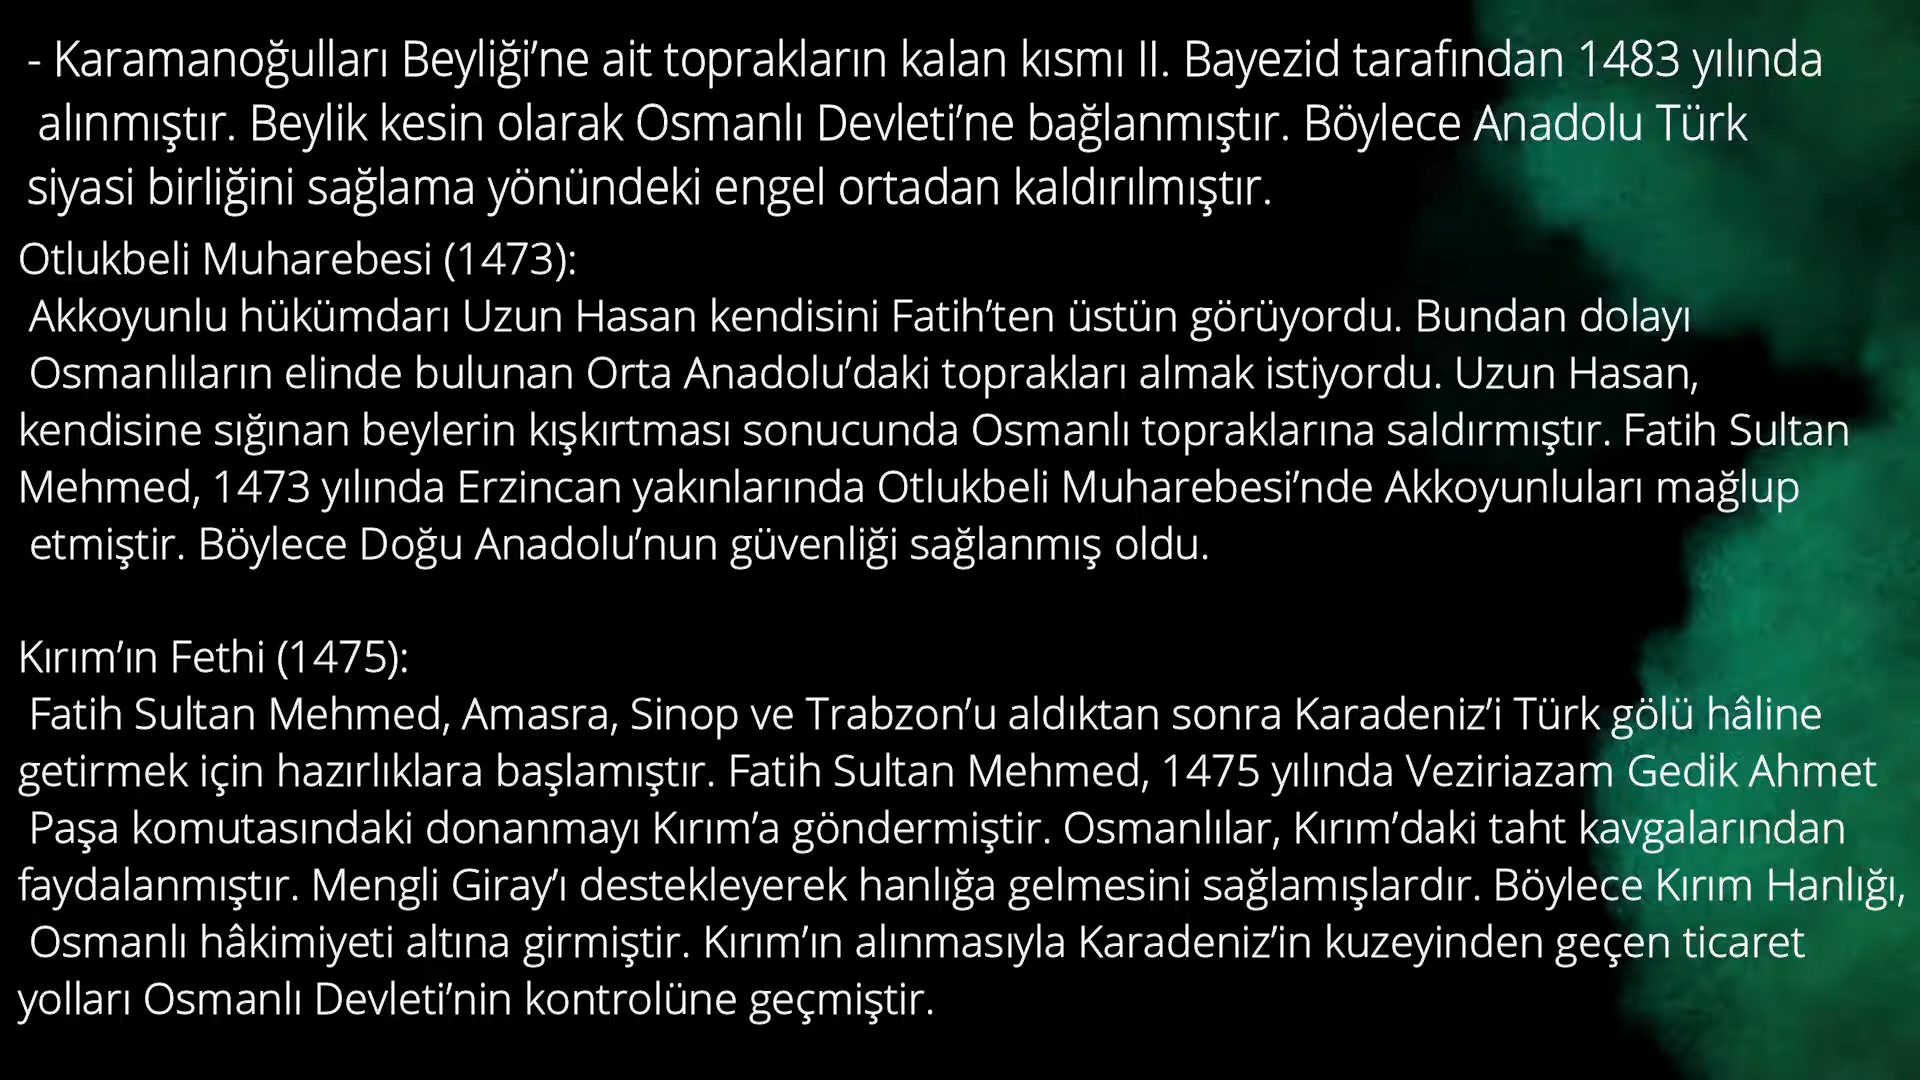 - Karamanoğulları Beyliği’ne ait toprakların kalan kısmı II. Bayezid tarafından 1483 yılında
alınmıştır. Beylik kesin olarak Osmanlı Devleti’ne bağlanmıştır. Böylece Anadolu Türk
siyasi birliğini sağlama yönündeki engel ortadan kaldırılmıştır.
Otlukbeli Muharebesi (1473):
Akkoyunlu hükümdarı Uzun Hasan kendisini Fatih’ten üstün görüyordu. Bundan dolayı
Osmanlıların elinde bulunan Orta Anadolu’daki toprakları almak istiyordu. Uzun Hasan,
kendisine sığınan beylerin kışkırtması sonucunda Osmanlı topraklarına saldırmıştır. Fatih Sultan
Mehmed, 1473 yılında Erzincan yakınlarında Otlukbeli Muharebesi’nde Akkoyunluları mağlup
etmiştir. Böylece Doğu Anadolu’nun güvenliği sağlanmış oldu.
Kırım’ın Fethi (1475):
Fatih Sultan Mehmed, Amasra, Sinop ve Trabzon’u aldıktan sonra Karadeniz’i Türk gölü hâline
getirmek için hazırlıklara başlamıştır. Fatih Sultan Mehmed, 1475 yılında Veziriazam Gedik Ahmet
Paşa komutasındaki donanmayı Kırım’a göndermiştir. Osmanlılar, Kırım’daki taht kavgalarından
faydalanmıştır. Mengli Giray’ı destekleyerek hanlığa gelmesini sağlamışlardır. Böylece Kırım Hanlığı,
Osmanlı hâkimiyeti altına girmiştir. Kırım’ın alınmasıyla Karadeniz’in kuzeyinden geçen ticaret
yolları Osmanlı Devleti’nin kontrolüne geçmiştir.